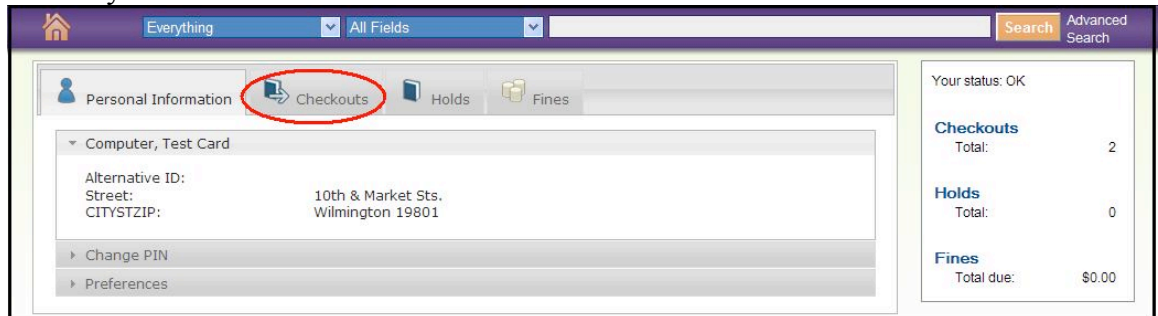 Everything All Fields Search Advanced Search
Personal Information Checkouts Holds Fines
Computer, Test Card
Alternative ID:
Street: 10th & Market Sts.
CITYSTZIP: Wilmington 19801
Change PIN
Preferences
Your status: OK
Checkouts
Total: 2
Holds
Total: 0
Fines
Total due: $0.00